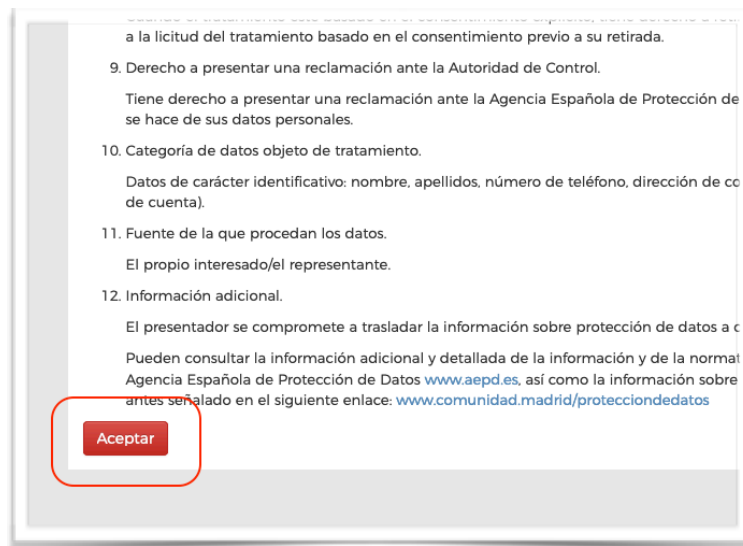 a la licitud del tratamiento basado en el consentimiento previo a su retirada.
9. Derecho a presentar una reclamación ante la Autoridad de Control.
Tiene derecho a presentar una reclamación ante la Agencia Española de Protección de
se hace de sus datos personales.
10. Categoría de datos objeto de tratamiento.
Datos de carácter identificativo: nombre, apellidos, número de teléfono, dirección de co
de cuenta).
11. Fuente de la que procedan los datos.
El propio interesado/el representante.
12. Información adicional.
El presentador se compromete a trasladar la información sobre protección de datos a
Pueden consultar la información adicional y detallada de la información y de la normat
Agencia Española de Protección de Datos www.aepd.es, así como la información sobre
antes señalado en el siguiente enlace: www.comunidad.madrid/protecciondedatos
Aceptar